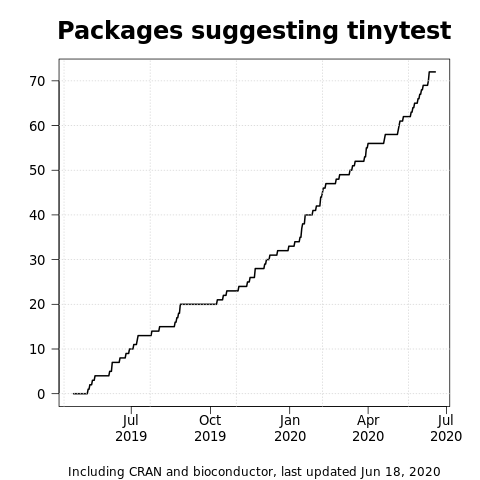 Packages suggesting tinytest
70
60
50
40
30
20
10
0
Jul Oct Jan Apr Jul
2019 2019 2020 2020 2020
Including CRAN and bioconductor, last updated Jun 18, 2020